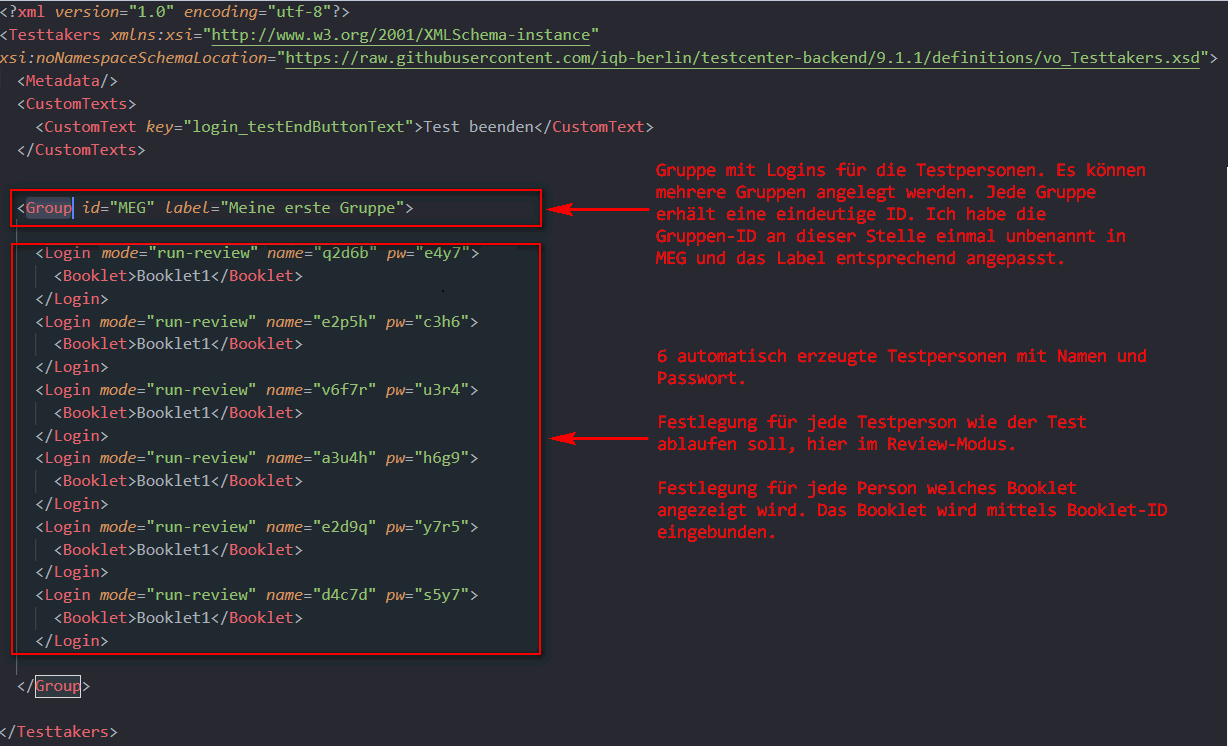 <?xml version="1.0" encoding="utf-8"?>
<Testtakers xmlns:xsi="http://www.w3.org/2001/XMLSchema-instance"
xsi:noNamespaceSchemaLocation="https://raw.githubusercontent.com/iqb-berlin/testcenter-backend/9.1.1/definitions/vo_Testtakers.xsd">
<Metadata/>
<CustomTexts>
<CustomText key="login_testEndButtonText">Test beenden</CustomText>
</CustomTexts>
<Group id="MEG" label="Meine erste Gruppe">
Gruppe mit Logins für die Testpersonen. Es können
mehrere Gruppen angelegt werden. Jede Gruppe
erhält eine eindeutige ID. Ich habe die
Gruppen-ID an dieser Stelle einmal unbenannt in
MEG und das Label entsprechend angepasst.
<Login mode="run-review" name="q2d6b" pw="e4y7">
<Booklet>Booklet1</Booklet>
</Login>
<Login mode="run-review" name="e2p5h" pw="c3h6">
<Booklet>Booklet1</Booklet>
</Login>
<Login mode="run-review" name="v6f7r" pw="u3r4">
<Booklet>Booklet1</Booklet>
</Login>
<Login mode="run-review" name="a3u4h" pw="h6g9">
<Booklet>Booklet1</Booklet>
</Login>
<Login mode="run-review" name="e2d9q" pw="y7r5">
<Booklet>Booklet1</Booklet>
</Login>
<Login mode="run-review" name="d4c7d" pw="s5y7">
<Booklet>Booklet1</Booklet>
</Login>
6 automatisch erzeugte Testpersonen mit Namen und
Passwort.
Festlegung für jede Testperson wie der Test
ablaufen soll, hier im Review-Modus.
Festlegung für jede Person welches Booklet
angezeigt wird. Das Booklet wird mittels Booklet-ID
eingebunden.
</Group>
</Testtakers>